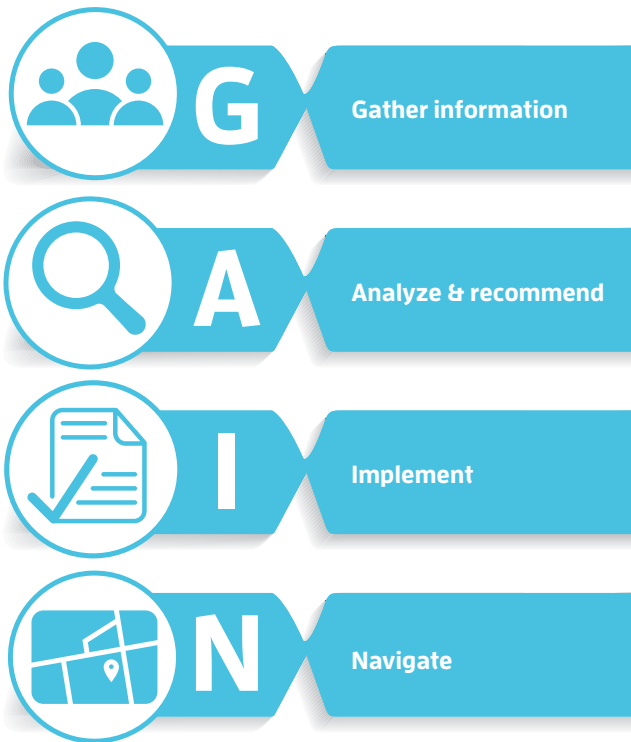 G
Gather information
A
Analyze & recommend
I
Implement
N
Navigate